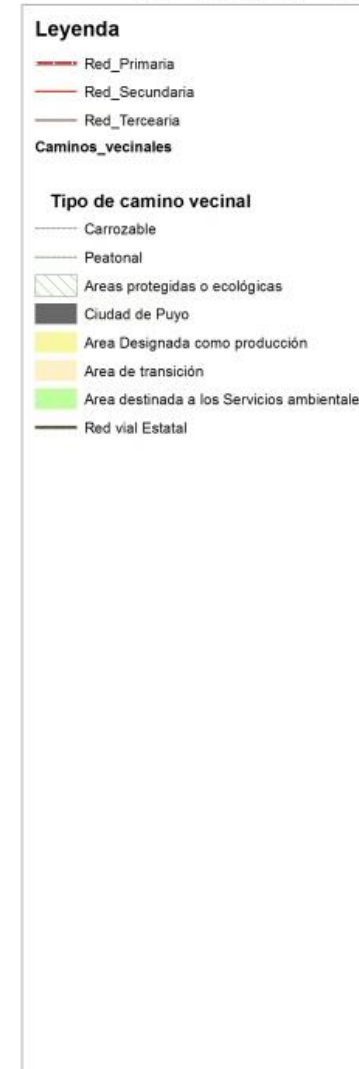 Leyenda
Red_Primaria
Red_Secundaria
Red_Tercearia
Caminos_vecinales
Tipo de camino vecinal
Carrozable
Peatonal
Areas protegidas o ecológicas
Ciudad de Puyo
Area Designada como producción
Area de transición
Area destinada a los Servicios ambientale
Red vial Estatal